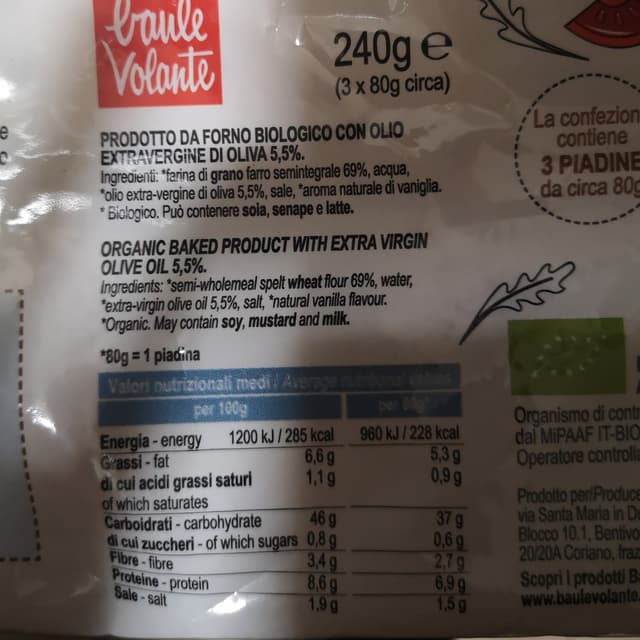 baule
Volante
240g e
(3 x 80g circa)
La confezion
contiene
3 PIADINE
da circa 80g
PRODOTTO DA FORNO BIOLOGICO CON OLIO
EXTRAVERGINE DI OLIVA 5,5%.
Ingredienti: *farina di grano farro semintegrale 69%, acqua,
*olio extra-vergine di oliva 5,5%, sale, *aroma naturale di vaniglia.
* Biologico. Può contenere soia, senape e latte.
ORGANIC BAKED PRODUCT WITH EXTRA VIRGIN
OLIVE OIL 5,5%.
Ingredients: *semi-wholemeal spelt wheat flour 69%, water,
*extra-virgin olive oil 5,5%, salt, *natural vanilla flavour.
*Organic. May contain soy, mustard and milk.
*80g = 1 piadina
Valori nutrizionali medi / Average nutritional values
per 100g per 80g
Energia - energy 1200 kJ / 285 kcal 960 kJ / 228 kcal
Grassi - fat 6,6 g 5,3 g
di cui acidi grassi saturi 1,1 g 0,9 g
of which saturates
Carboidrati - carbohydrate 46 g 37 g
di cui zuccheri - of which sugars 0,8 g 0,6 g
Fibre - fibre 3,4 g 2,7 g
Proteine - protein 8,6 g 6,9 g
Sale - salt 1,9 g 1,5 g
Organismo di cont
dal MiPAAF IT-BIO
Operatore controlla
Prodotto per/Produce
via Santa Maria in De
Blocco 10.1, Bentivo
20/20A Coriano, Iraz
Scopri i prodotti B
www.baulevolante.